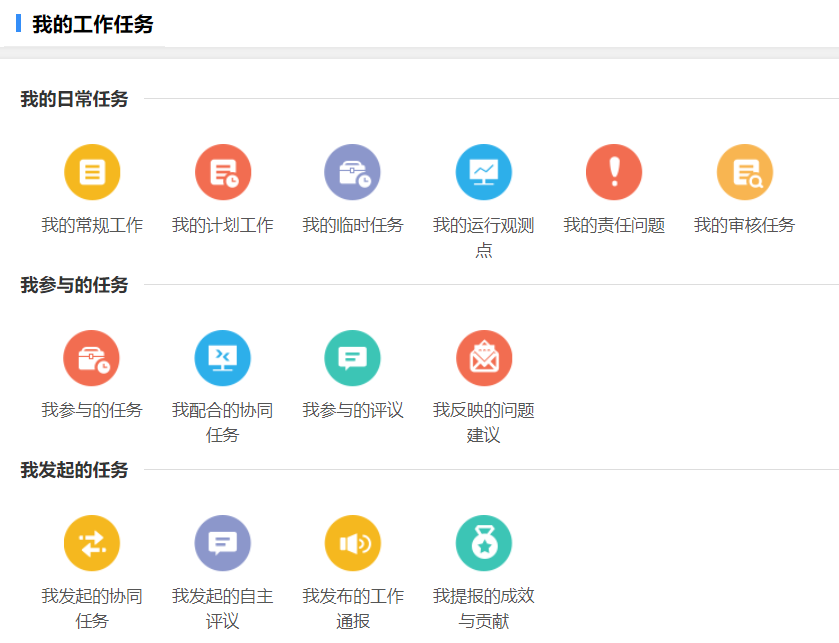 我的工作任务
我的日常任务
我的常规工作 我的计划工作 我的临时任务 我的运行观测 我的责任问题 我的审核任务
点
我参与的任务
我参与的任务 我配合的协同 我参与的评议 我反映的问题
任务 建议
我发起的任务
我发起的协同 我发起的自主 我发布的工作 我提报的成效
任务 评议 通报 与贡献